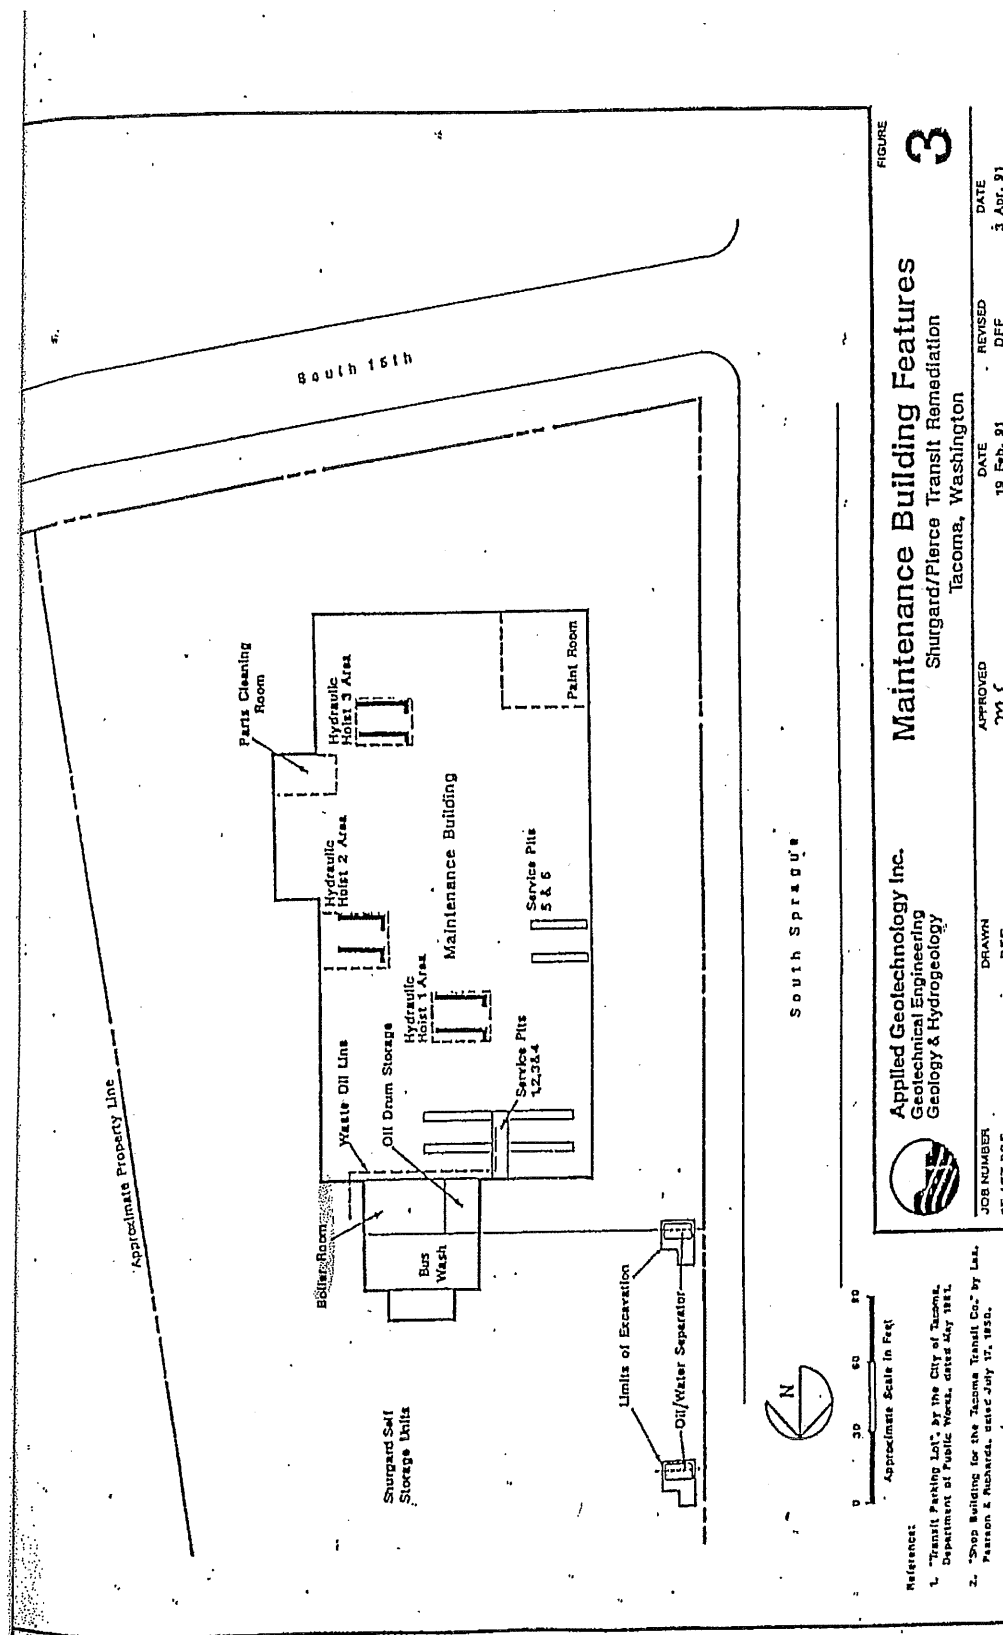 Approximate Property Line
South 19th
Parts Cleaning
Room
Hydraulic
Hoist 3 Area
Hydraulic
Hoist 2 Area
Paint Room
Maintenance Building
Hydraulic
Hoist 1 Area
Service Pits
5 & 6
Waste Oil Line
Oil Drum Storage
Service Pits
1,2,3&4
Boiler Room
Bus
Wash
Shurgard Self
Storage Units
Limits of Excavation
Oil/Water Separator
South Sprague
N
0 30 60 90
Approximate Scale in Feet
Reference:
1. "Transit Parking Lot", by the City of Tacoma,
Department of Public Works, dated May 1981.
2. "Shop Building for the Tacoma Transit Co." by Lea,
Pearson & Richards, dated July 17, 1950.
Applied Geotechnology Inc.
Geotechnical Engineering
Geology & Hydrogeology
Maintenance Building Features
Shurgard/Pierce Transit Remediation
Tacoma, Washington
FIGURE
3
JOB NUMBER
DRAWN
APPROVED
DATE
19 Feb. 91
REVISED
DFF
DATE
3 Apr. 91